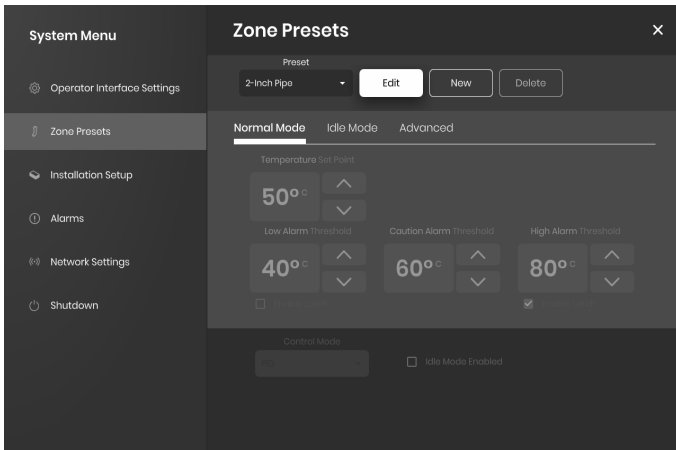 System Menu
Operator Interface Settings
Zone Presets
Installation Setup
Alarms
Network Settings
Shutdown
Zone Presets
Preset
2-Inch Pipe
Edit
New
Delete
Normal Mode Idle Mode Advanced
Temperature Set Point
50° C
Low Alarm Threshold Caution Alarm Threshold High Alarm Threshold
40° C 60° C 80° C
Control Mode
Idle Mode Enabled